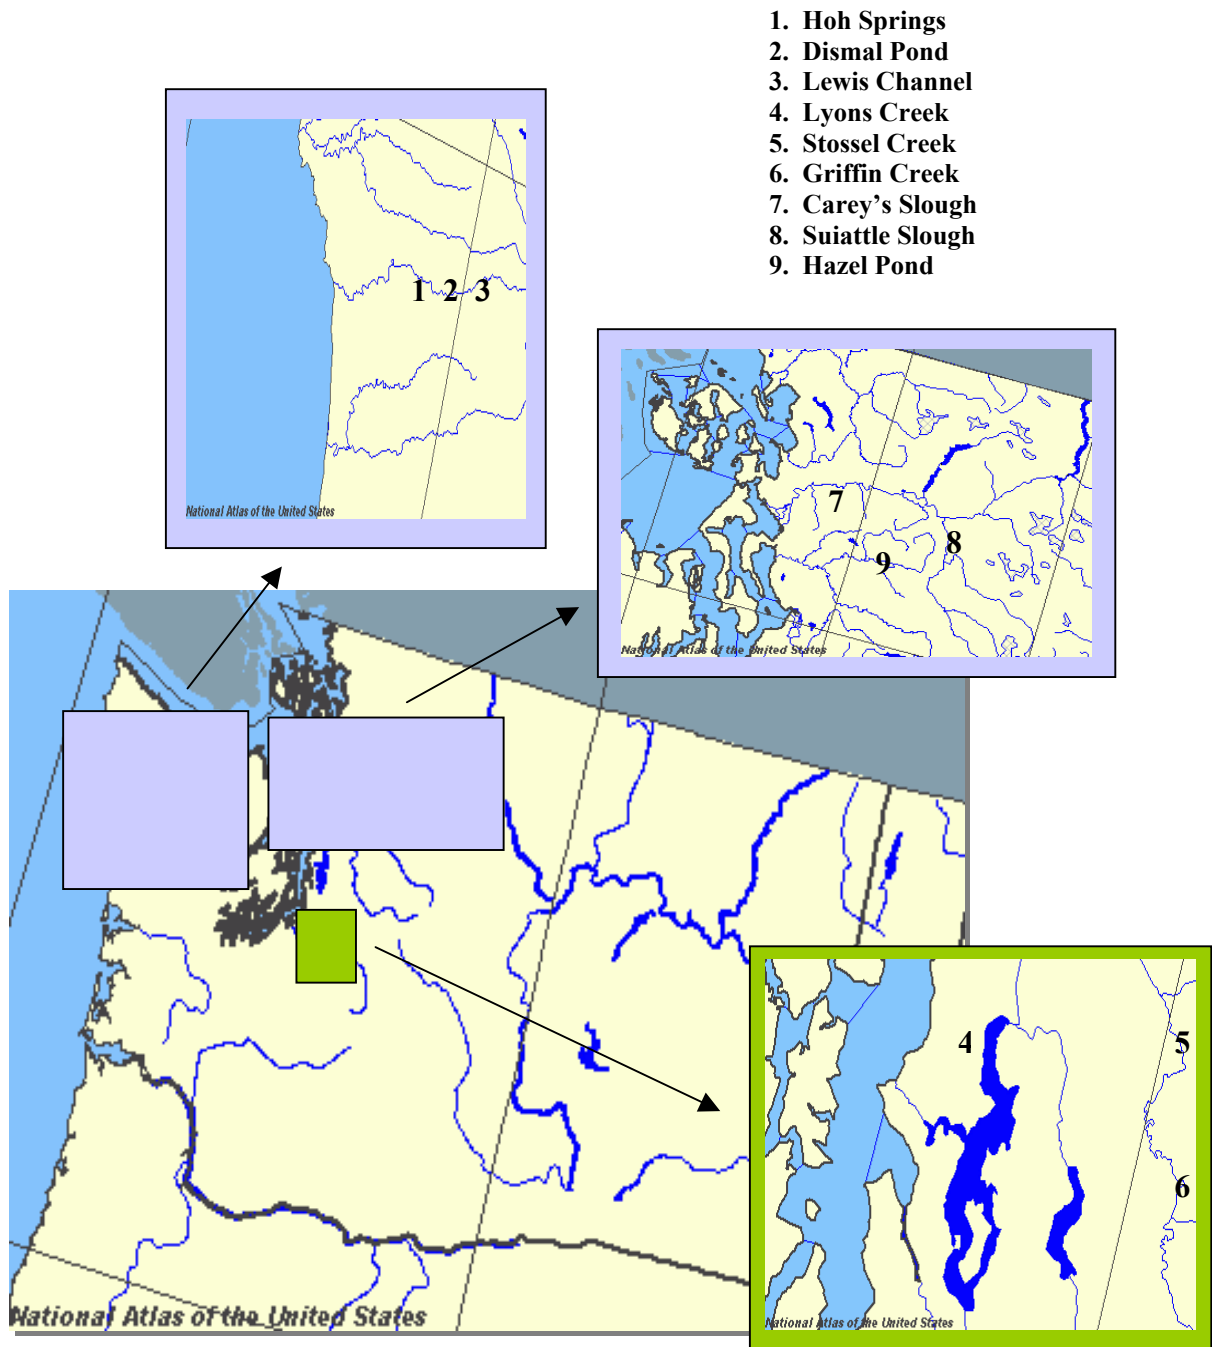 1. Hoh Springs
2. Dismal Pond
3. Lewis Channel
4. Lyons Creek
5. Stossel Creek
6. Griffin Creek
7. Carey’s Slough
8. Suiattle Slough
9. Hazel Pond
1 2 3
National Atlas of the United States
7
8
9
National Atlas of the United States
4
5
6
National Atlas of the United States
National Atlas of the United States